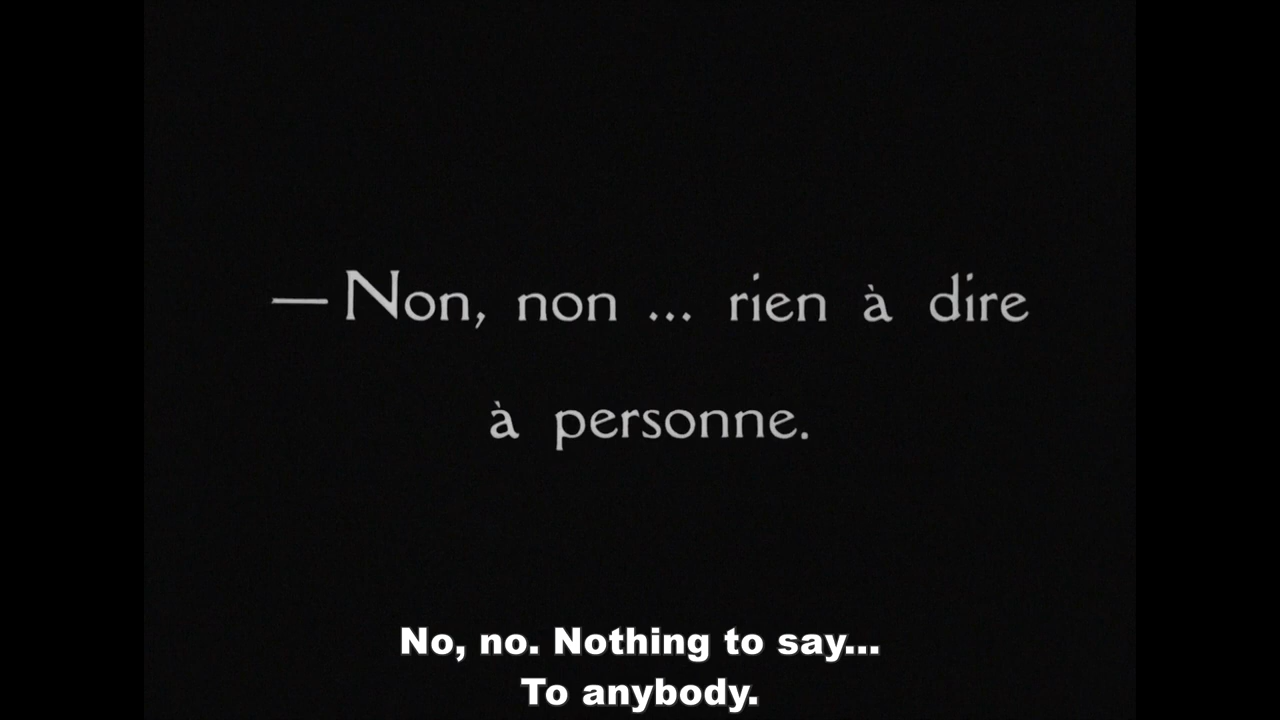 — Non, non ... rien à dire
à personne.
No, no. Nothing to say...
To anybody.